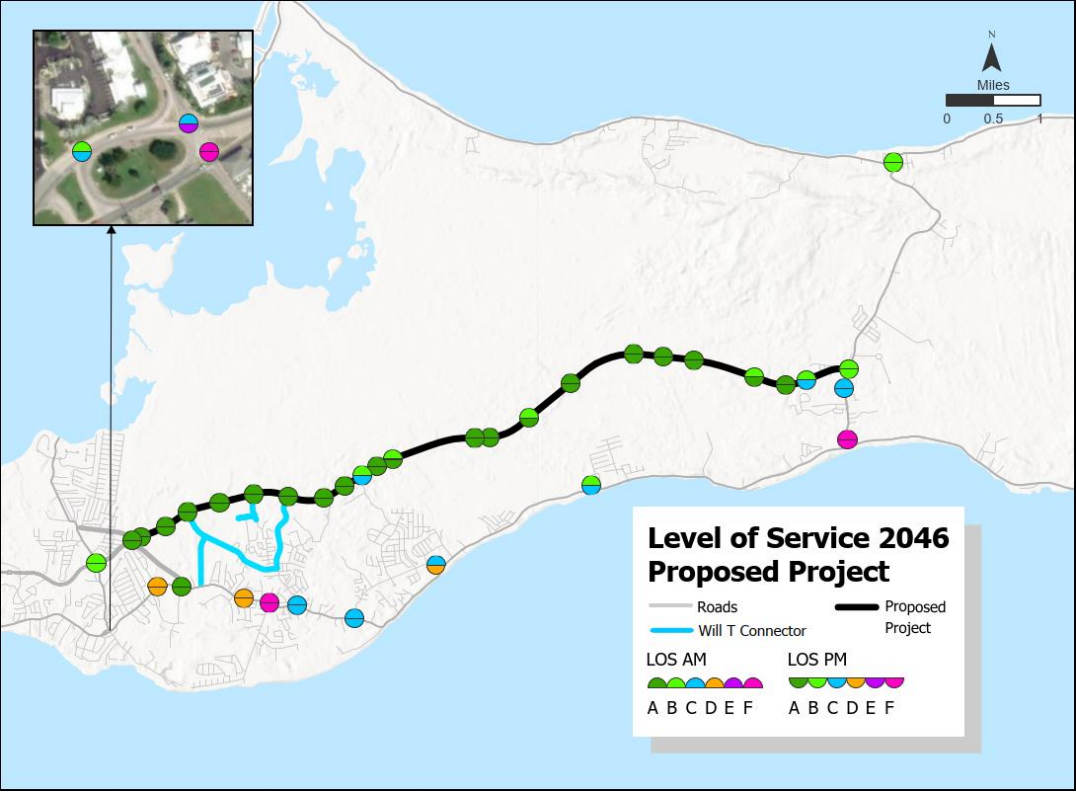 N
Miles
0 0.5 1
Level of Service 2046
Proposed Project
Roads
Proposed
Project
Will T Connector
LOS AM LOS PM
A B C D E F A B C D E F